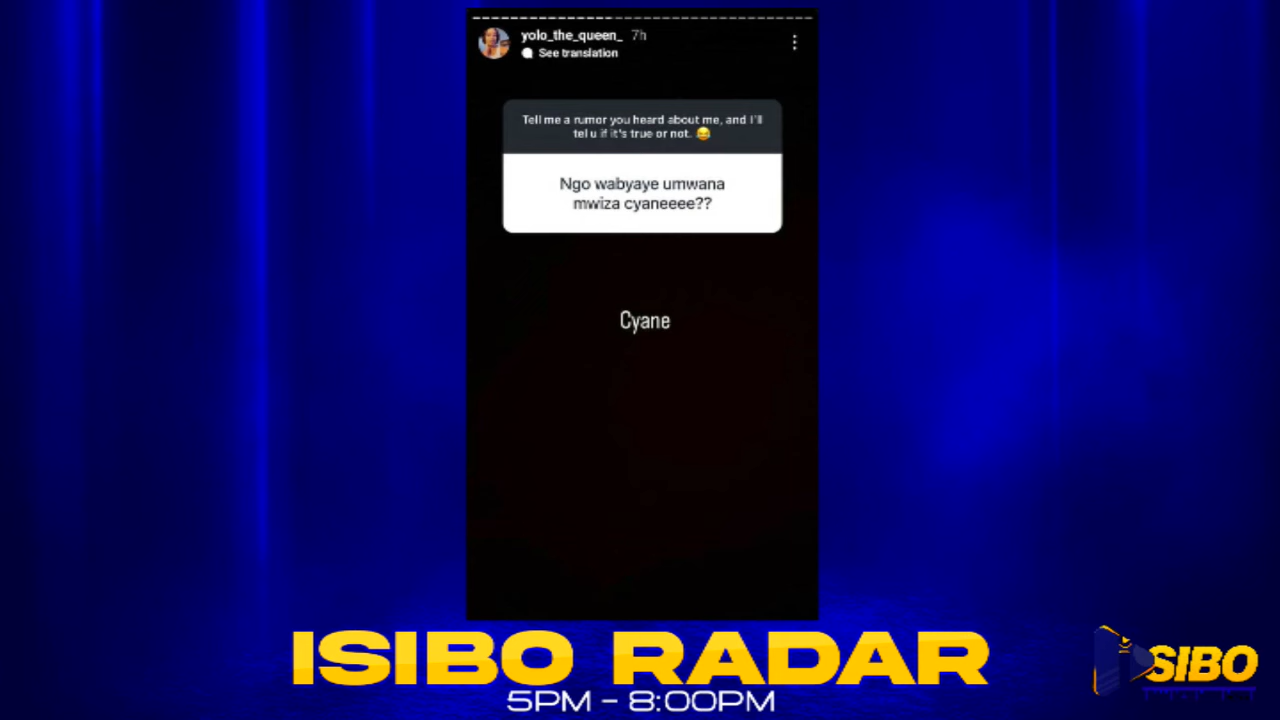 yolo_the_queen_ 7h
See translation
Tell me a rumor you heard about me, and I'll
tel u if it's true or not. 😂
Ngo wabyaye umwana
mwiza cyaneeee??
Cyane
ISIBO RADAR
5PM - 8:00PM
SIBO